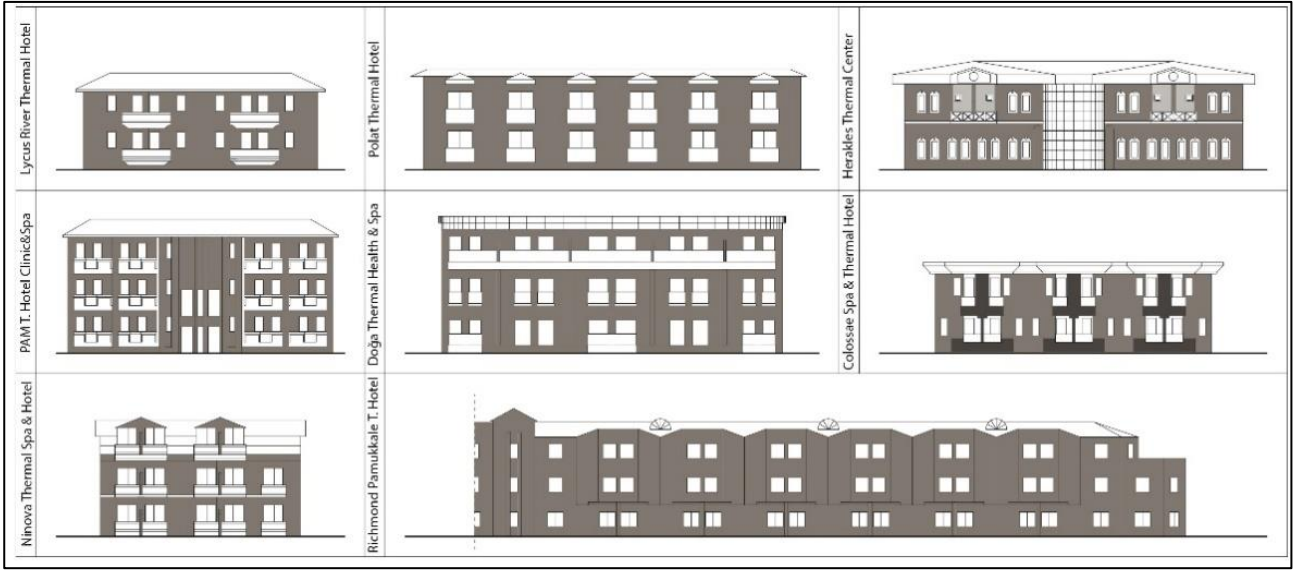 Lycus River Thermal Hotel
Polat Thermal Hotel
Herakles Thermal Center
PAM T. Hotel Clinic&Spa
Doğa Thermal Health & Spa
Colossae Spa & Thermal Hotel
Ninova Thermal Spa & Hotel
Richmond Pamukkale T. Hotel